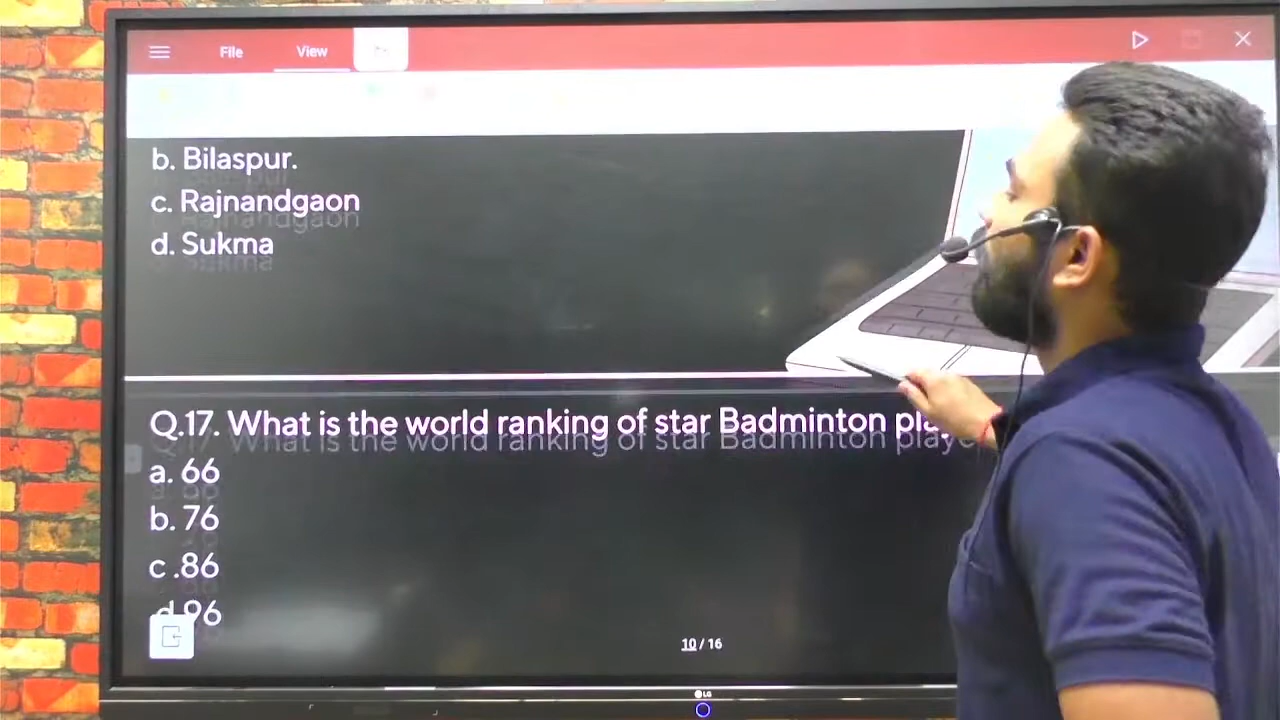 File View
b. Bilaspur.
c. Rajnandgaon
d. Sukma
Q.17. What is the world ranking of star Badminton
a. 66
b. 76
c .86
d 96
10 / 16
LG